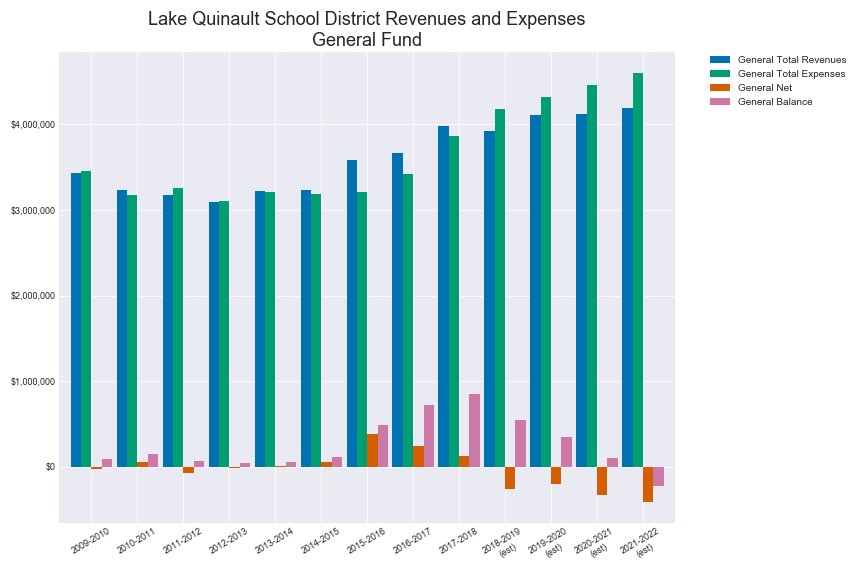 Lake Quinault School District Revenues and Expenses
General Fund
General Total Revenues
General Total Expenses
General Net
General Balance
$4,000,000
$3,000,000
$2,000,000
$1,000,000
$0
2009-2010
2010-2011
2011-2012
2012-2013
2013-2014
2014-2015
2015-2016
2016-2017
2017-2018
2018-2019
(est)
2019-2020
(est)
2020-2021
(est)
2021-2022
(est)